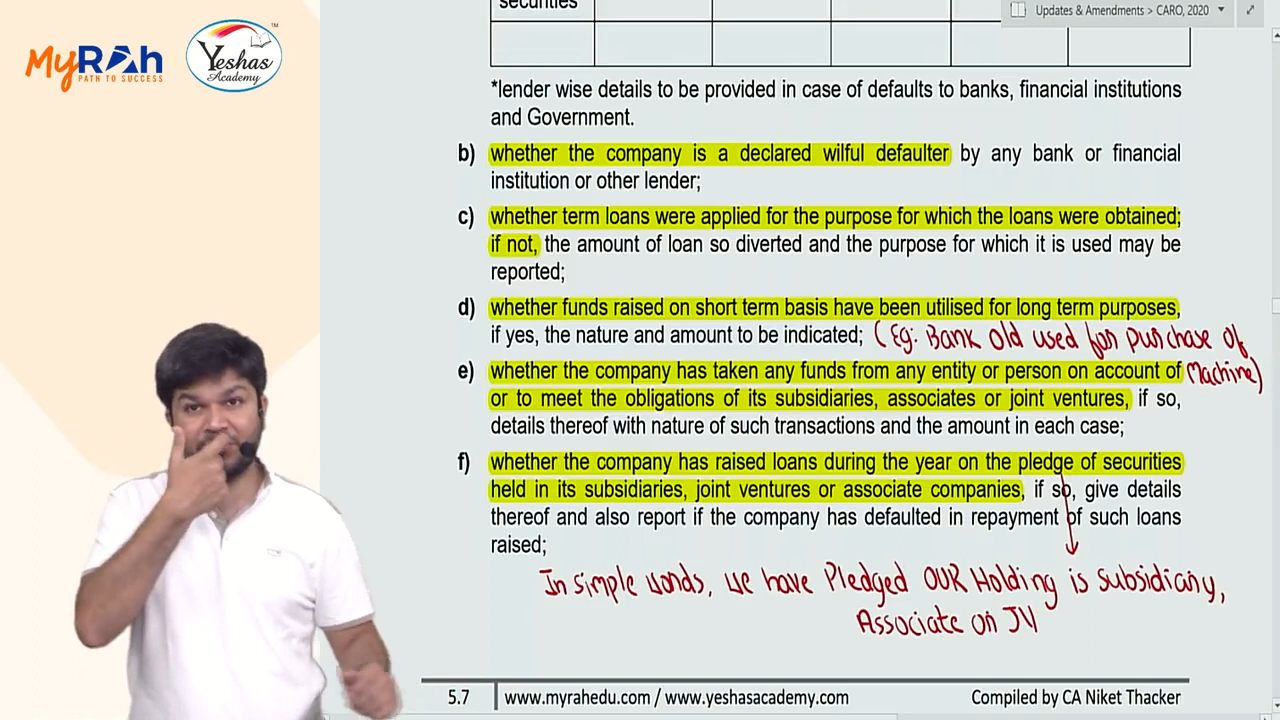 securities
Updates & Amendments > CARO, 2020
MyRAh
PATH TO SUCCESS
Yeshas
Academy
TM
*lender wise details to be provided in case of defaults to banks, financial institutions
and Government.
b) whether the company is a declared wilful defaulter by any bank or financial
institution or other lender;
c) whether term loans were applied for the purpose for which the loans were obtained;
if not, the amount of loan so diverted and the purpose for which it is used may be
reported;
d) whether funds raised on short term basis have been utilised for long term purposes,
if yes, the nature and amount to be indicated; (Eg: Bank Old used for purchase of
Machine)
e) whether the company has taken any funds from any entity or person on account of
or to meet the obligations of its subsidiaries, associates or joint ventures, if so,
details thereof with nature of such transactions and the amount in each case;
f) whether the company has raised loans during the year on the pledge of securities
held in its subsidiaries, joint ventures or associate companies, if so, give details
thereof and also report if the company has defaulted in repayment of such loans
raised;
In simple words, we have Pledged OUR Holding is subsidiary,
Associate on JV
5.7 www.myrahedu.com / www.yeshasacademy.com Compiled by CA Niket Thacker